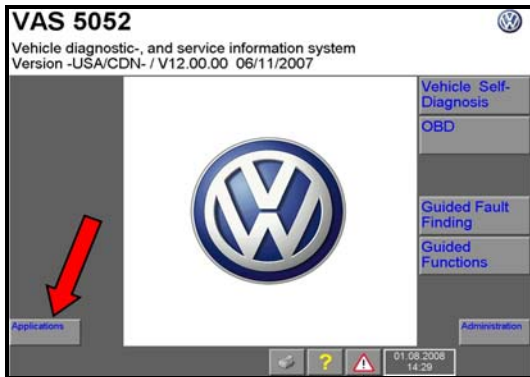 VAS 5052
Vehicle diagnostic-, and service information system
Version -USA/CDN- / V12.00.00 06/11/2007
Vehicle Self-
Diagnosis
OBD
Guided Fault
Finding
Guided
Functions
Applications
Administration
?
01.08.2008
14:29